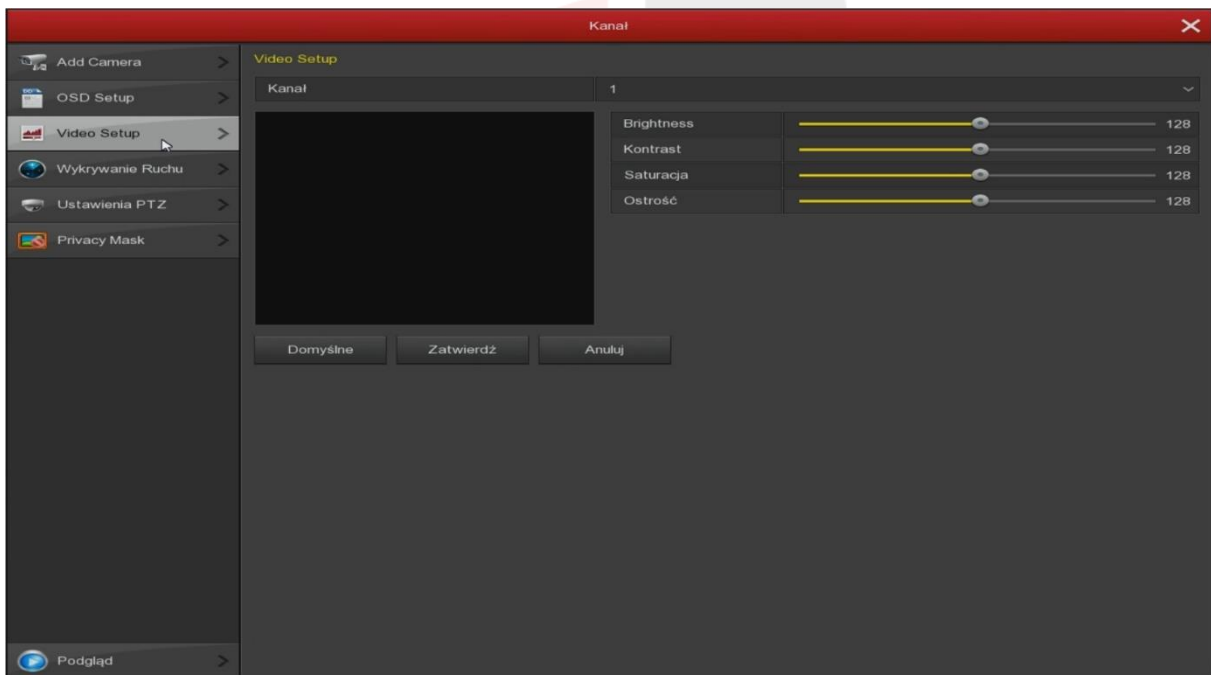 Kanał
Add Camera
OSD Setup
Video Setup
Wykrywanie Ruchu
Ustawienia PTZ
Privacy Mask
Podgląd
Video Setup
Kanał 1
Brightness 128
Kontrast 128
Saturacja 128
Ostrość 128
Domyślne Zatwierdź Anuluj